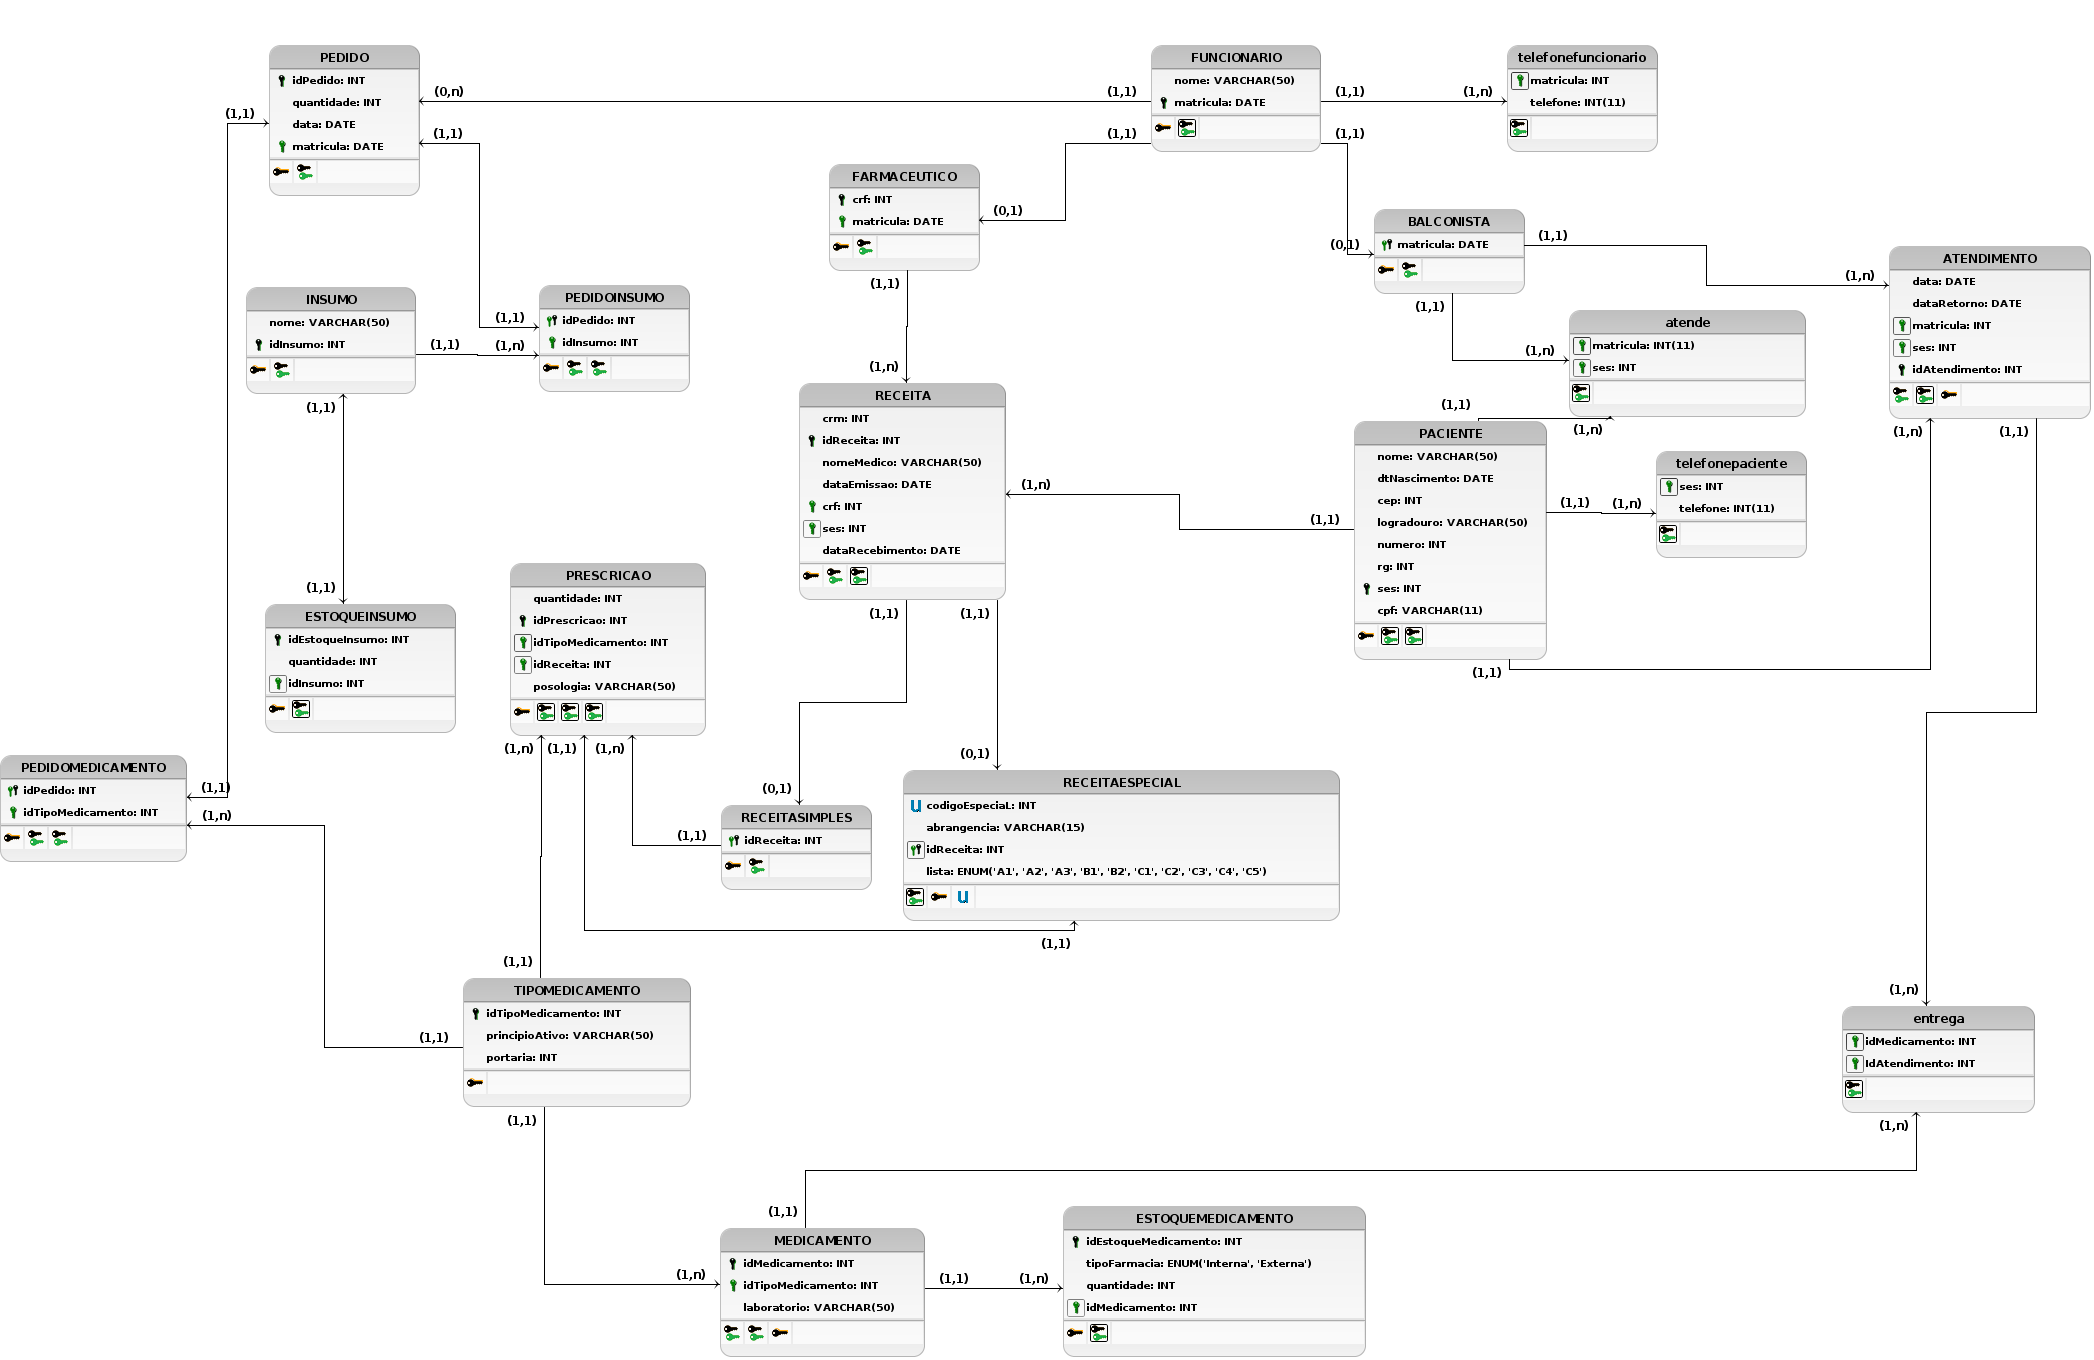 PEDIDO
idPedido: INT
quantidade: INT
data: DATE
matricula: DATE
(1,1)
(0,n)
(1,1)
(1,1)
(1,1)
FUNCIONARIO
nome: VARCHAR(50)
matricula: DATE
(1,1)
(1,1)
(1,n)
telefonefuncionario
matricula: INT
telefone: INT(11)
FARMACEUTICO
crf: INT
matricula: DATE
(0,1)
(1,1)
BALCONISTA
matricula: DATE
(0,1)
(1,1)
(1,n)
(1,1)
(1,n)
ATENDIMENTO
data: DATE
dataRetorno: DATE
matricula: INT
ses: INT
idAtendimento: INT
(1,n)
(1,1)
INSUMO
nome: VARCHAR(50)
idInsumo: INT
(1,1)
(1,n)
(1,1)
(1,1)
PEDIDOINSUMO
idPedido: INT
idInsumo: INT
(1,1)
atende
matricula: INT(11)
ses: INT
(1,1)
(1,n)
(1,n)
RECEITA
crm: INT
idReceita: INT
nomeMedico: VARCHAR(50)
dataEmissao: DATE
crf: INT
ses: INT
dataRecebimento: DATE
(1,n)
(1,1)
(1,1)
(1,1)
PACIENTE
nome: VARCHAR(50)
dtNascimento: DATE
cep: INT
logradouro: VARCHAR(50)
numero: INT
rg: INT
ses: INT
cpf: VARCHAR(11)
(1,1)
(1,n)
(1,1)
telefonepaciente
ses: INT
telefone: INT(11)
PRESCRICAO
quantidade: INT
idPrescricao: INT
idTipoMedicamento: INT
idReceita: INT
posologia: VARCHAR(50)
(1,n)
(1,1)
(1,n)
ESTOQUEINSUMO
idEstoqueInsumo: INT
quantidade: INT
idInsumo: INT
PEDIDOMEDICAMENTO
idPedido: INT
idTipoMedicamento: INT
(1,1)
(1,n)
(0,1)
(0,1)
RECEITASIMPLES
idReceita: INT
(1,1)
RECEITAESPECIAL
codigoEspeciaL: INT
abrangencia: VARCHAR(15)
idReceita: INT
lista: ENUM('A1', 'A2', 'A3', 'B1', 'B2', 'C1', 'C2', 'C3', 'C4', 'C5')
(1,1)
(1,1)
TIPOMEDICAMENTO
idTipoMedicamento: INT
principioAtivo: VARCHAR(50)
portaria: INT
(1,1)
(1,1)
(1,n)
entrega
idMedicamento: INT
IdAtendimento: INT
(1,n)
(1,1)
(1,n)
MEDICAMENTO
idMedicamento: INT
idTipoMedicamento: INT
laboratorio: VARCHAR(50)
(1,1)
(1,n)
ESTOQUEMEDICAMENTO
idEstoqueMedicamento: INT
tipoFarmacia: ENUM('Interna', 'Externa')
quantidade: INT
idMedicamento: INT